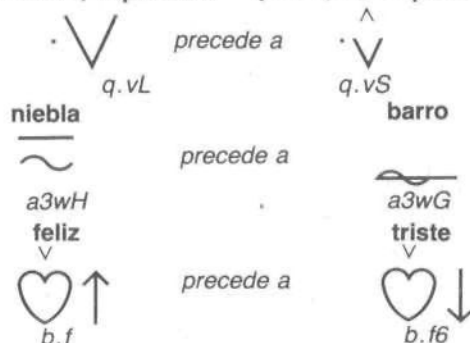 precede a
q.vL q.vS
niebla barro
precede a
a3wH a3wG
feliz triste
precede a
b.f b.f6